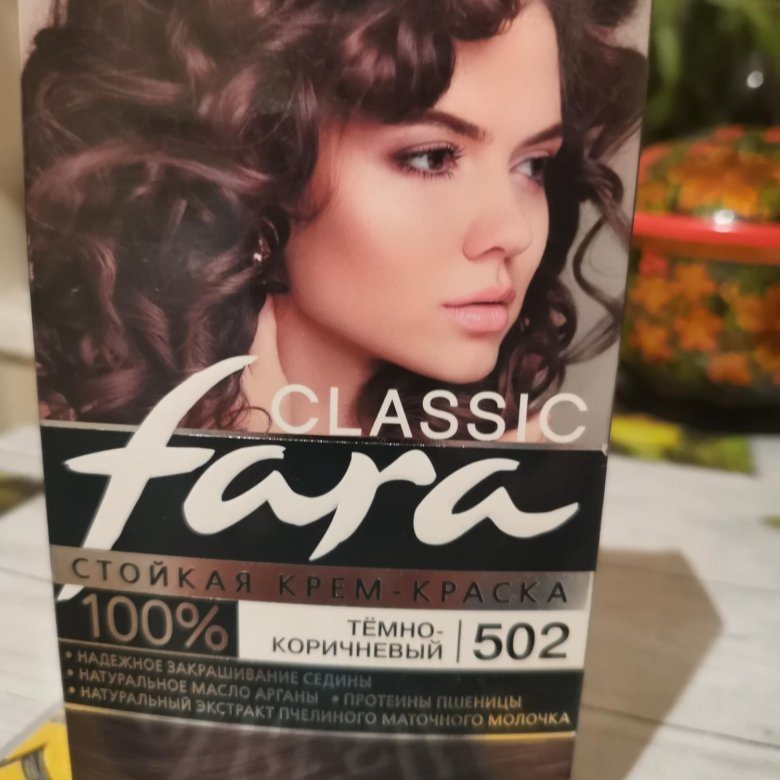 CLASSIC
fara
СТОЙКАЯ КРЕМ-КРАСКА
100%
ТЁМНО-
КОРИЧНЕВЫЙ
502
• НАДЕЖНОЕ ЗАКРАШИВАНИЕ СЕДИНЫ
• НАТУРАЛЬНОЕ МАСЛО АРГАНЫ • ПРОТЕИНЫ ПШЕНИЦЫ
• НАТУРАЛЬНЫЙ ЭКСТРАКТ ПЧЕЛИНОГО МАТОЧНОГО МОЛОЧКА